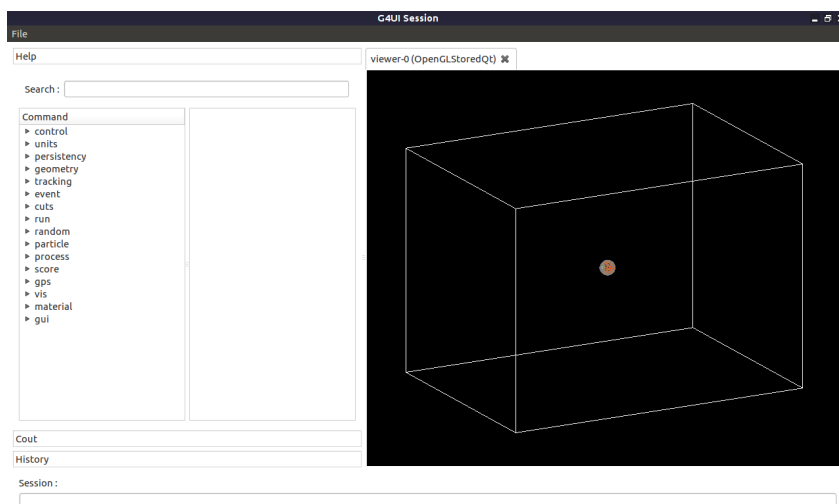 G4UI Session
File
Help
viewer-0 (OpenGLStoredQt)
Search :
Command
control
units
persistency
geometry
tracking
event
cuts
run
random
particle
process
score
gps
vis
material
gui
Cout
History
Session :